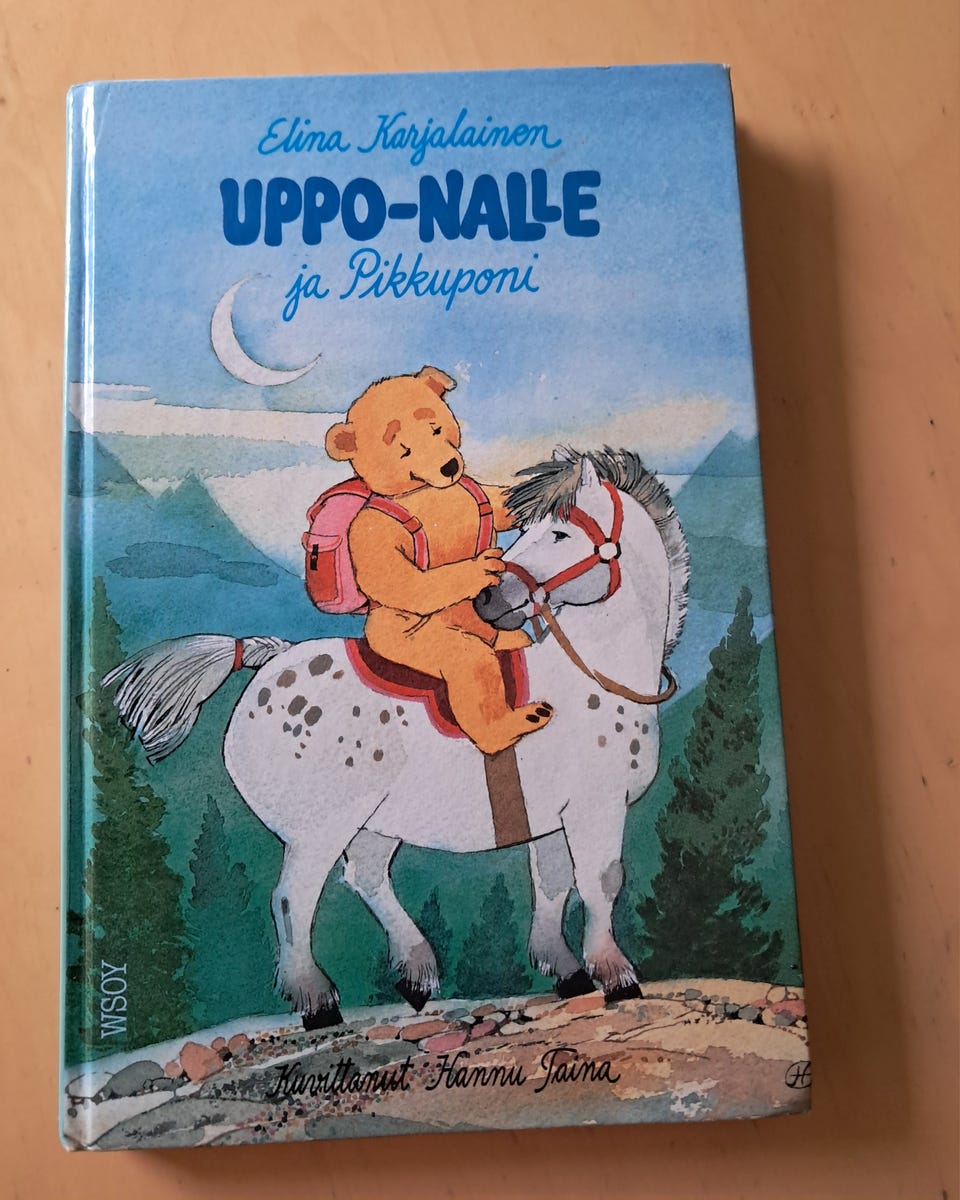 Elina Karjalainen
UPPO-NALLE
ja Pikkuponi
WSOY
Kuvittanut Hannu Taina
H